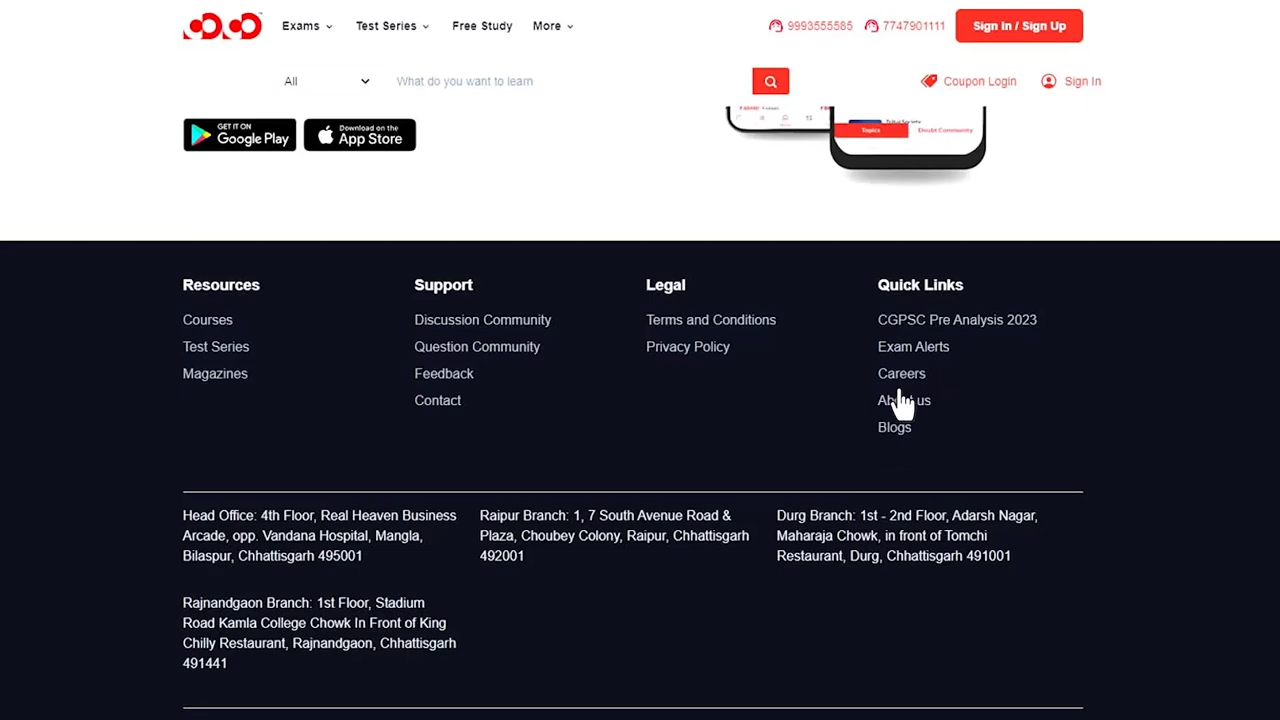 Exams
Test Series
Free Study
More
9993555585
7747901111
Sign In / Sign Up
All
What do you want to learn
Coupon Login
Sign In
GET IT ON
Google Play
Download on the
App Store
Topics
Doubt Community
Resources
Support
Legal
Quick Links
Courses
Discussion Community
Terms and Conditions
CGPSC Pre Analysis 2023
Test Series
Question Community
Privacy Policy
Exam Alerts
Magazines
Feedback
Careers
Contact
About us
Blogs
Head Office: 4th Floor, Real Heaven Business
Arcade, opp. Vandana Hospital, Mangla,
Bilaspur, Chhattisgarh 495001
Raipur Branch: 1, 7 South Avenue Road &
Plaza, Choubey Colony, Raipur, Chhattisgarh
492001
Durg Branch: 1st - 2nd Floor, Adarsh Nagar,
Maharaja Chowk, in front of Tomchi
Restaurant, Durg, Chhattisgarh 491001
Rajnandgaon Branch: 1st Floor, Stadium
Road Kamla College Chowk In Front of King
Chilly Restaurant, Rajnandgaon, Chhattisgarh
491441